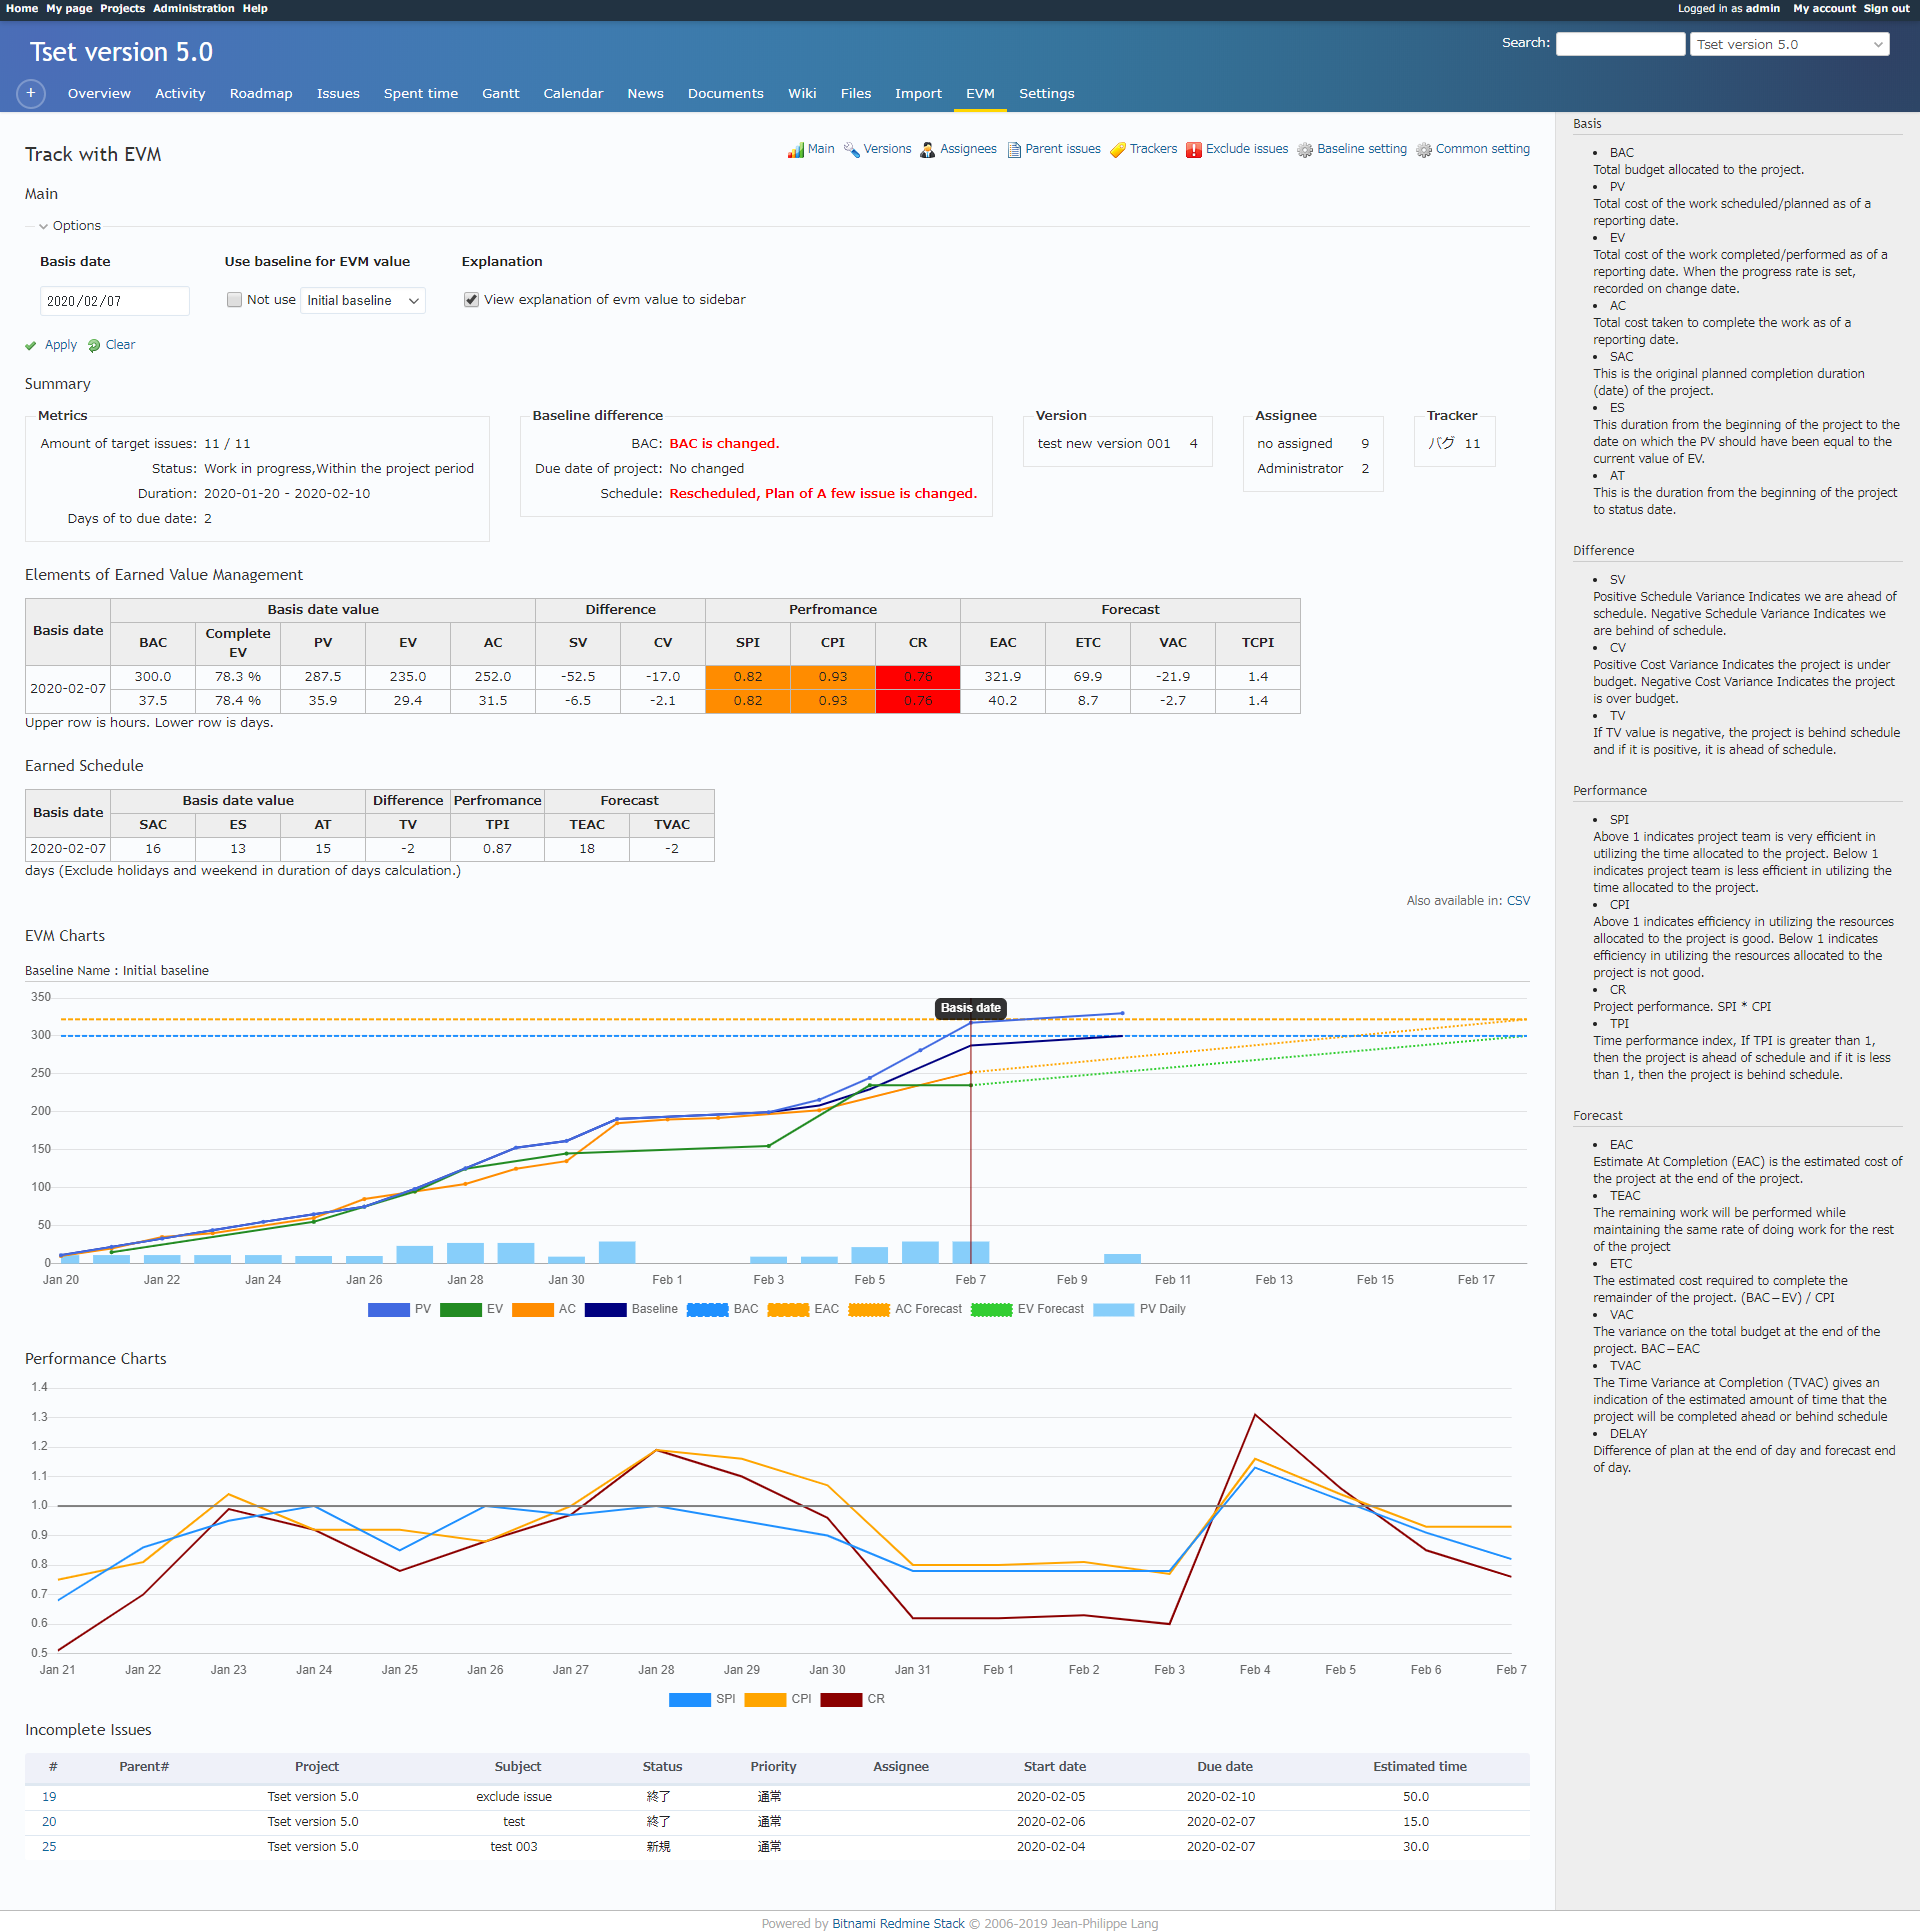 Home My page Projects Administration Help
Logged in as admin My account Sign out
Tset version 5.0
Search: Tset version 5.0
+ Overview Activity Roadmap Issues Spent time Gantt Calendar News Documents Wiki Files Import EVM Settings
Track with EVM
Main Versions Assignees Parent issues Trackers Exclude issues Baseline setting Common setting
Main
Options
Basis date Use baseline for EVM value Explanation
2020/02/07 Not use Initial baseline View explanation of evm value to sidebar
Apply Clear
Summary
Metrics
Amount of target issues: 11 / 11
Status: Work in progress,Within the project period
Duration: 2020-01-20 - 2020-02-10
Days of to due date: 2
Baseline difference
BAC: BAC is changed.
Due date of project: No changed
Schedule: Rescheduled, Plan of A few issue is changed.
Version
test new version 001 4
Assignee
no assigned 9
Administrator 2
Tracker
バグ 11
Elements of Earned Value Management
Basis date Basis date value Difference Perfromance Forecast
BAC Complete EV PV EV AC SV CV SPI CPI CR EAC ETC VAC TCPI
2020-02-07 300.0 78.3 % 287.5 235.0 252.0 -52.5 -17.0 0.82 0.93 0.76 321.9 69.9 -21.9 1.4
37.5 78.4 % 35.9 29.4 31.5 -6.5 -2.1 0.82 0.93 0.76 40.2 8.7 -2.7 1.4
Upper row is hours. Lower row is days.
Earned Schedule
Basis date Basis date value Difference Perfromance Forecast
SAC ES AT TV TPI TEAC TVAC
2020-02-07 16 13 15 -2 0.87 18 -2
days (Exclude holidays and weekend in duration of days calculation.)
Also available in: CSV
EVM Charts
Baseline Name : Initial baseline
350
Basis date
300
250
200
150
100
50
0
Jan 20 Jan 22 Jan 24 Jan 26 Jan 28 Jan 30 Feb 1 Feb 3 Feb 5 Feb 7 Feb 9 Feb 11 Feb 13 Feb 15 Feb 17
PV EV AC Baseline BAC EAC AC Forecast EV Forecast PV Daily
Performance Charts
1.4
1.3
1.2
1.1
1.0
0.9
0.8
0.7
0.6
0.5
Jan 21 Jan 22 Jan 23 Jan 24 Jan 25 Jan 26 Jan 27 Jan 28 Jan 29 Jan 30 Jan 31 Feb 1 Feb 2 Feb 3 Feb 4 Feb 5 Feb 6 Feb 7
SPI CPI CR
Incomplete Issues
# Parent# Project Subject Status Priority Assignee Start date Due date Estimated time
19 Tset version 5.0 exclude issue 終了 通常 2020-02-05 2020-02-10 50.0
20 Tset version 5.0 test 終了 通常 2020-02-06 2020-02-07 15.0
25 Tset version 5.0 test 003 新規 通常 2020-02-04 2020-02-07 30.0
Basis
• BAC
Total budget allocated to the project.
• PV
Total cost of the work scheduled/planned as of a
reporting date.
• EV
Total cost of the work completed/performed as of a
reporting date. When the progress rate is set,
recorded on change date.
• AC
Total cost taken to complete the work as of a
reporting date.
• SAC
This is the original planned completion duration
(date) of the project.
• ES
This duration from the beginning of the project to the
date on which the PV should have been equal to the
current value of EV.
• AT
This is the duration from the beginning of the project
to status date.
Difference
• SV
Positive Schedule Variance Indicates we are ahead of
schedule. Negative Schedule Variance Indicates we
are behind of schedule.
• CV
Positive Cost Variance Indicates the project is under
budget. Negative Cost Variance Indicates the project
is over budget.
• TV
If TV value is negative, the project is behind schedule
and if it is positive, it is ahead of schedule.
Performance
• SPI
Above 1 indicates project team is very efficient in
utilizing the time allocated to the project. Below 1
indicates project team is less efficient in utilizing the
time allocated to the project.
• CPI
Above 1 indicates efficiency in utilizing the resources
allocated to the project is good. Below 1 indicates
efficiency in utilizing the resources allocated to the
project is not good.
• CR
Project performance. SPI * CPI
• TPI
Time performance index, If TPI is greater than 1,
then the project is ahead of schedule and if it is less
than 1, then the project is behind schedule.
Forecast
• EAC
Estimate At Completion (EAC) is the estimated cost of
the project at the end of the project.
• TEAC
The remaining work will be performed while
maintaining the same rate of doing work for the rest
of the project
• ETC
The estimated cost required to complete the
remainder of the project. (BAC−EV) / CPI
• VAC
The variance on the total budget at the end of the
project. BAC−EAC
• TVAC
The Time Variance at Completion (TVAC) gives an
indication of the estimated amount of time that the
project will be completed ahead or behind schedule
• DELAY
Difference of plan at the end of day and forecast end
of day.
Powered by Bitnami Redmine Stack © 2006-2019 Jean-Philippe Lang